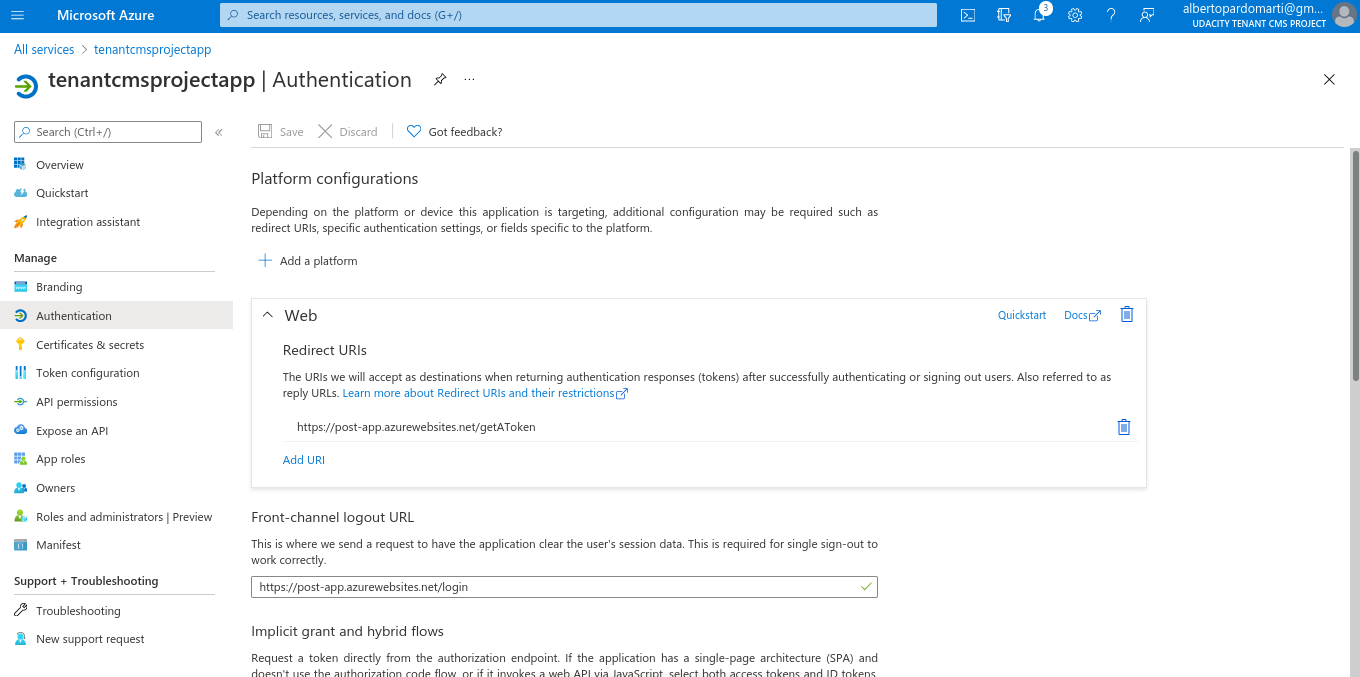 Microsoft Azure
Search resources, services, and docs (G+/)
3
albertopardomarti@gm...
UDACITY TENANT CMS PROJECT
All services > tenantcmsprojectapp
tenantcmsprojectapp | Authentication
...
Search (Ctrl+/)
«
Overview
Quickstart
Integration assistant
Manage
Branding
Authentication
Certificates & secrets
Token configuration
API permissions
Expose an API
App roles
Owners
Roles and administrators | Preview
Manifest
Support + Troubleshooting
Troubleshooting
New support request
Save
Discard
Got feedback?
Platform configurations
Depending on the platform or device this application is targeting, additional configuration may be required such as
redirect URIs, specific authentication settings, or fields specific to the platform.
Add a platform
Web
Quickstart
Docs
Redirect URIs
The URIs we will accept as destinations when returning authentication responses (tokens) after successfully authenticating or signing out users. Also referred to as
reply URLs. Learn more about Redirect URIs and their restrictions
https://post-app.azurewebsites.net/getAToken
Add URI
Front-channel logout URL
This is where we send a request to have the application clear the user's session data. This is required for single sign-out to
work correctly.
https://post-app.azurewebsites.net/login
Implicit grant and hybrid flows
Request a token directly from the authorization endpoint. If the application has a single-page architecture (SPA) and
doesn't use the authorization code flow, or if it invokes a web API via JavaScript, select both access tokens and ID tokens.